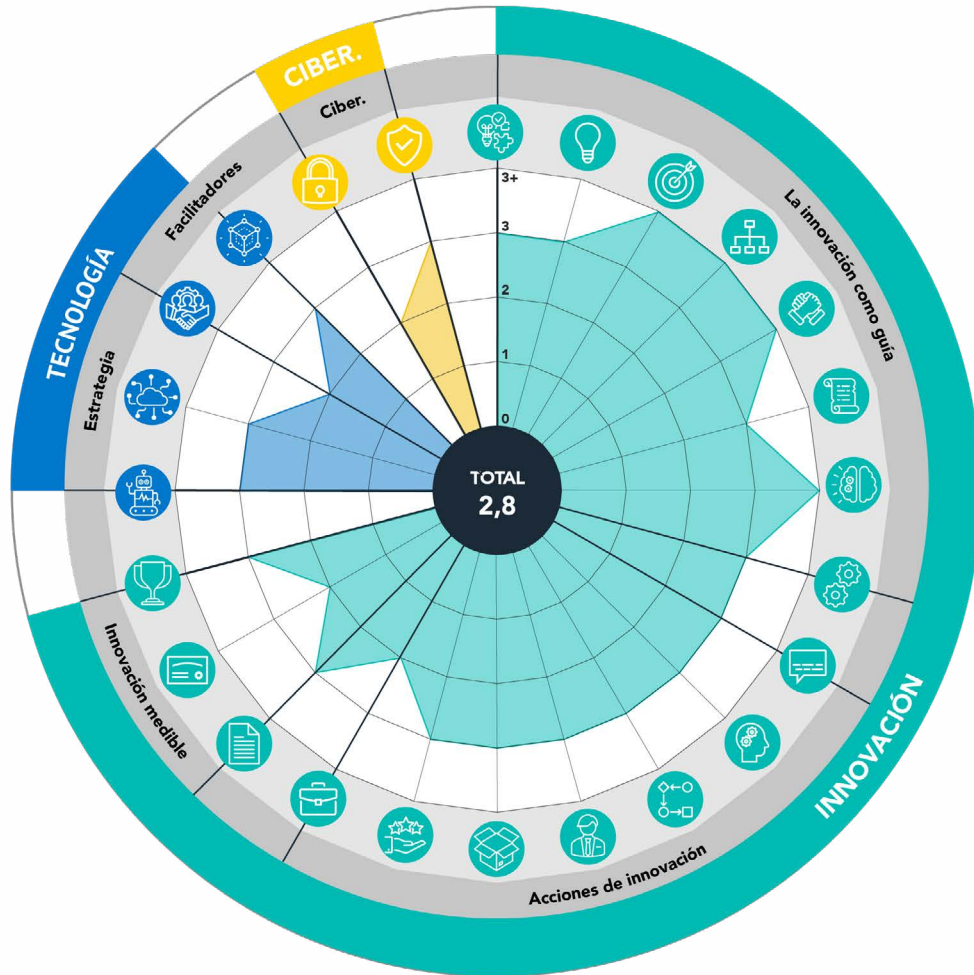 CIBER.
Ciber.
TECNOLOGÍA
Facilitadores
Estrategia
3+
3
2
1
0
TOTAL
2,8
La innovación como guía
INNOVACIÓN
Acciones de innovación
Innovación medible